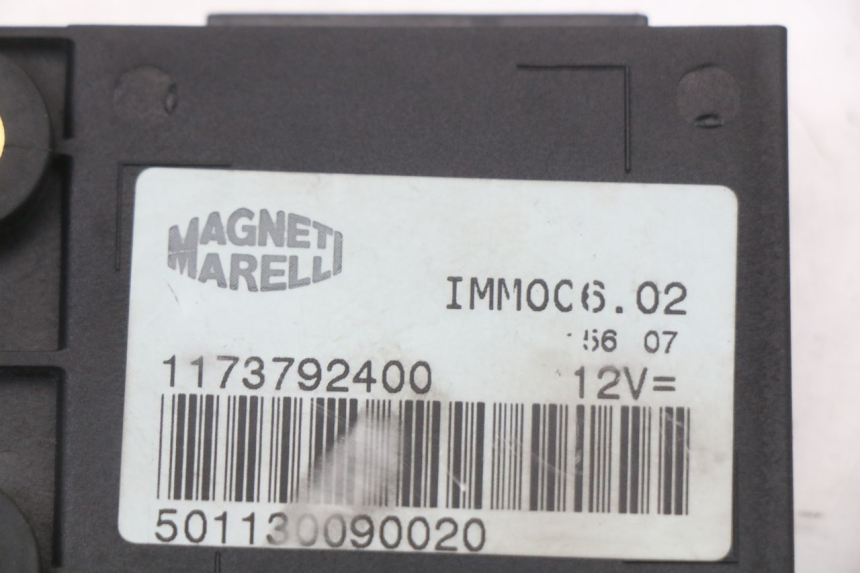 MAGNETI
MARELLI
IMMOC6.02
56 07
1173792400
12V=
501130090020